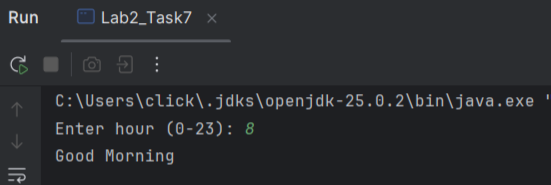 Run Lab2_Task7
C:\Users\click\.jdks\openjdk-25.0.2\bin\java.exe "
Enter hour (0-23): 8
Good Morning